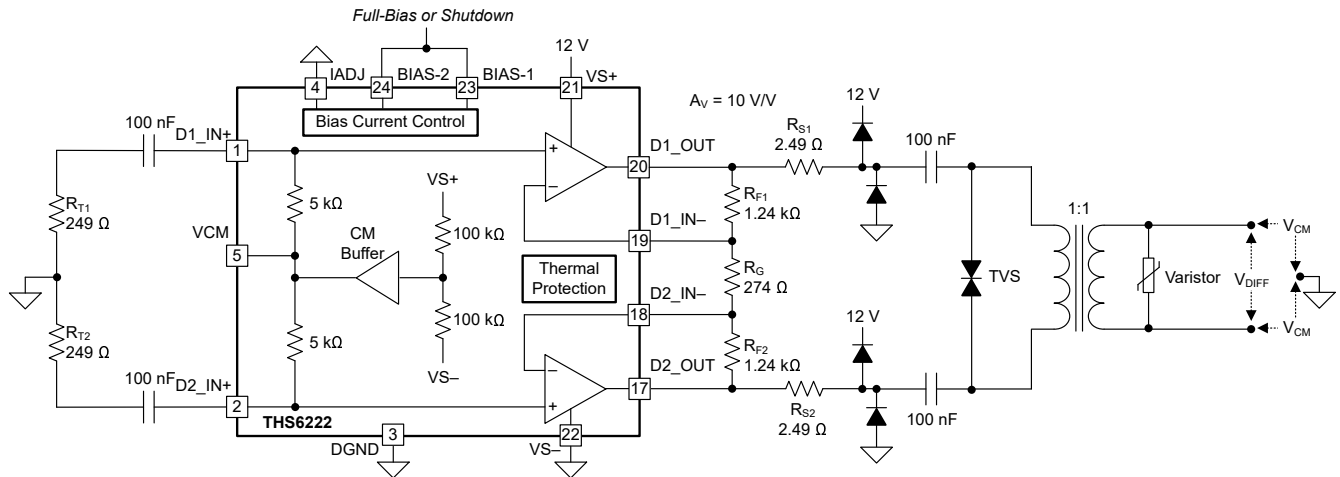 Full-Bias or Shutdown
12 V
IADJ
BIAS-2
BIAS-1
VS+
4
24
23
21
Bias Current Control
A_V = 10 V/V
100 nF
D1_IN+
1
D1_OUT
20
R_S1
2.49 Ω
12 V
100 nF
R_T1
249 Ω
5 kΩ
VS+
100 kΩ
R_F1
1.24 kΩ
D1_IN–
19
VCM
5
CM
Buffer
Thermal
Protection
R_G
274 Ω
1:1
TVS
Varistor
V_CM
V_DIFF
V_CM
R_T2
249 Ω
5 kΩ
100 kΩ
VS–
D2_IN–
18
R_F2
1.24 kΩ
12 V
100 nF
D2_IN+
2
D2_OUT
17
R_S2
2.49 Ω
100 nF
THS6222
3
DGND
22
VS–
+
–
–
+